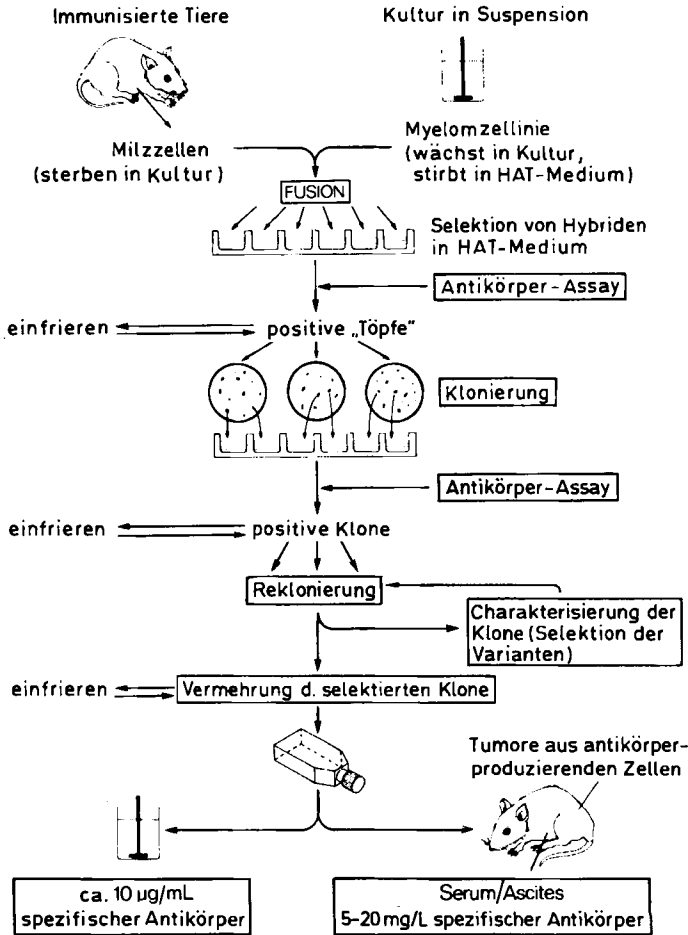 Immunisierte Tiere
Kultur in Suspension
Milzzellen
(sterben in Kultur)
Myelomzellinie
(wächst in Kultur,
stirbt in HAT-Medium)
FUSION
Selektion von Hybriden
in HAT-Medium
Antikörper-Assay
einfrieren
positive „Töpfe"
Klonierung
Antikörper-Assay
einfrieren
positive Klone
Reklonierung
Charakterisierung der
Klone (Selektion der
Varianten)
einfrieren
Vermehrung d. selektierten Klone
Tumore aus antikörper-
produzierenden Zellen
ca. 10 µg/mL
spezifischer Antikörper
Serum/Ascites
5-20 mg/L spezifischer Antikörper